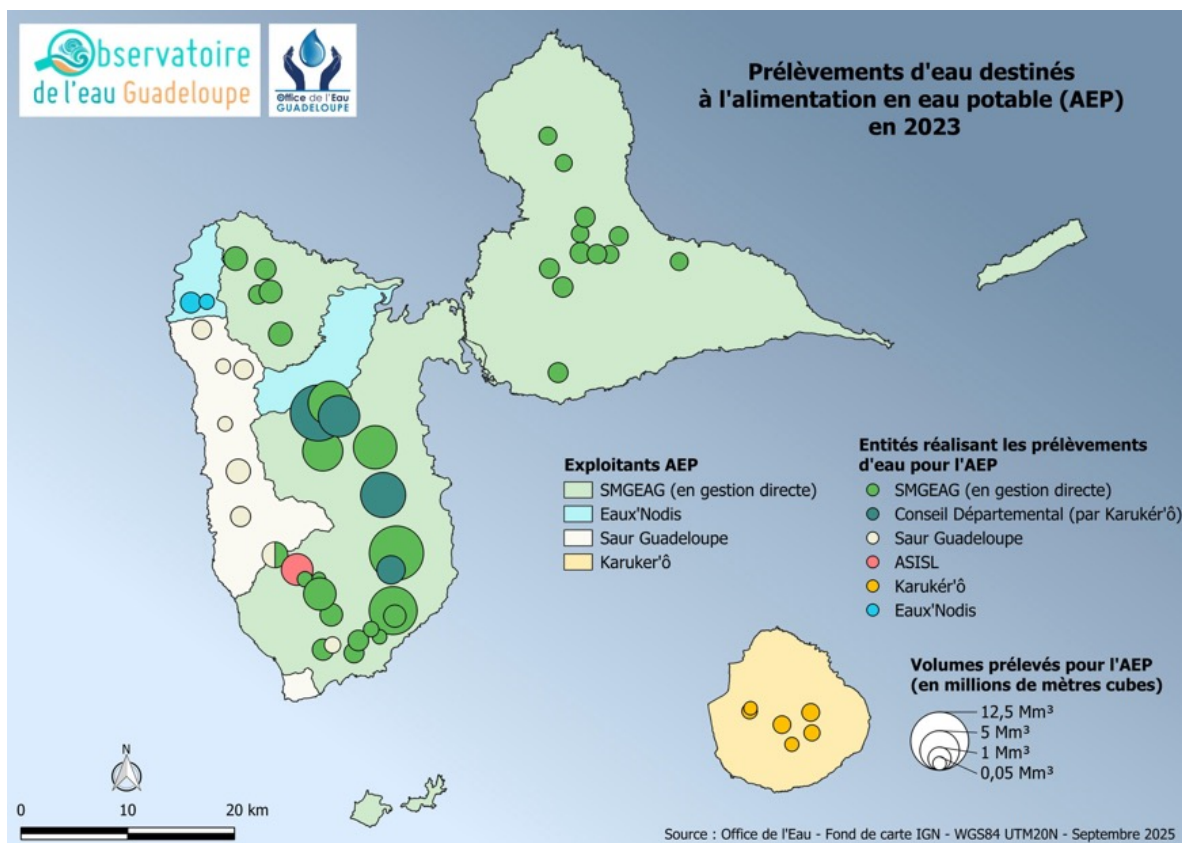 Observatoire
de l'eau Guadeloupe
Office de l'Eau
GUADELOUPE
Prélèvements d'eau destinés
à l'alimentation en eau potable (AEP)
en 2023
Exploitants AEP
SMGEAG (en gestion directe)
Eaux'Nodis
Saur Guadeloupe
Karuker'ô
Entités réalisant les prélèvements
d'eau pour l'AEP
SMGEAG (en gestion directe)
Conseil Départemental (par Karukér'ô)
Saur Guadeloupe
ASISL
Karukér'ô
Eaux'Nodis
Volumes prélevés pour l'AEP
(en millions de mètres cubes)
12,5 Mm³
5 Mm³
1 Mm³
0,05 Mm³
N
0 10 20 km
Source : Office de l'Eau - Fond de carte IGN - WGS84 UTM20N - Septembre 2025